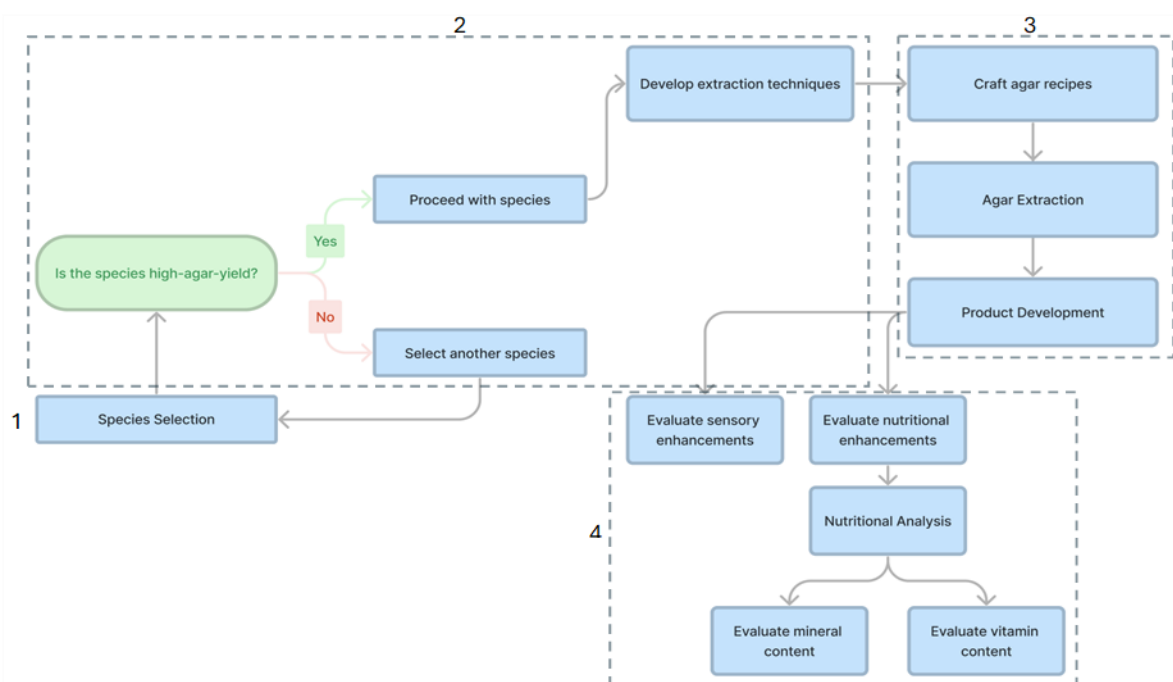 2
3
Develop extraction techniques
Craft agar recipes
Proceed with species
Agar Extraction
Yes
Is the species high-agar-yield?
No
Product Development
Select another species
1
Species Selection
Evaluate sensory
enhancements
Evaluate nutritional
enhancements
4
Nutritional Analysis
Evaluate mineral
content
Evaluate vitamin
content